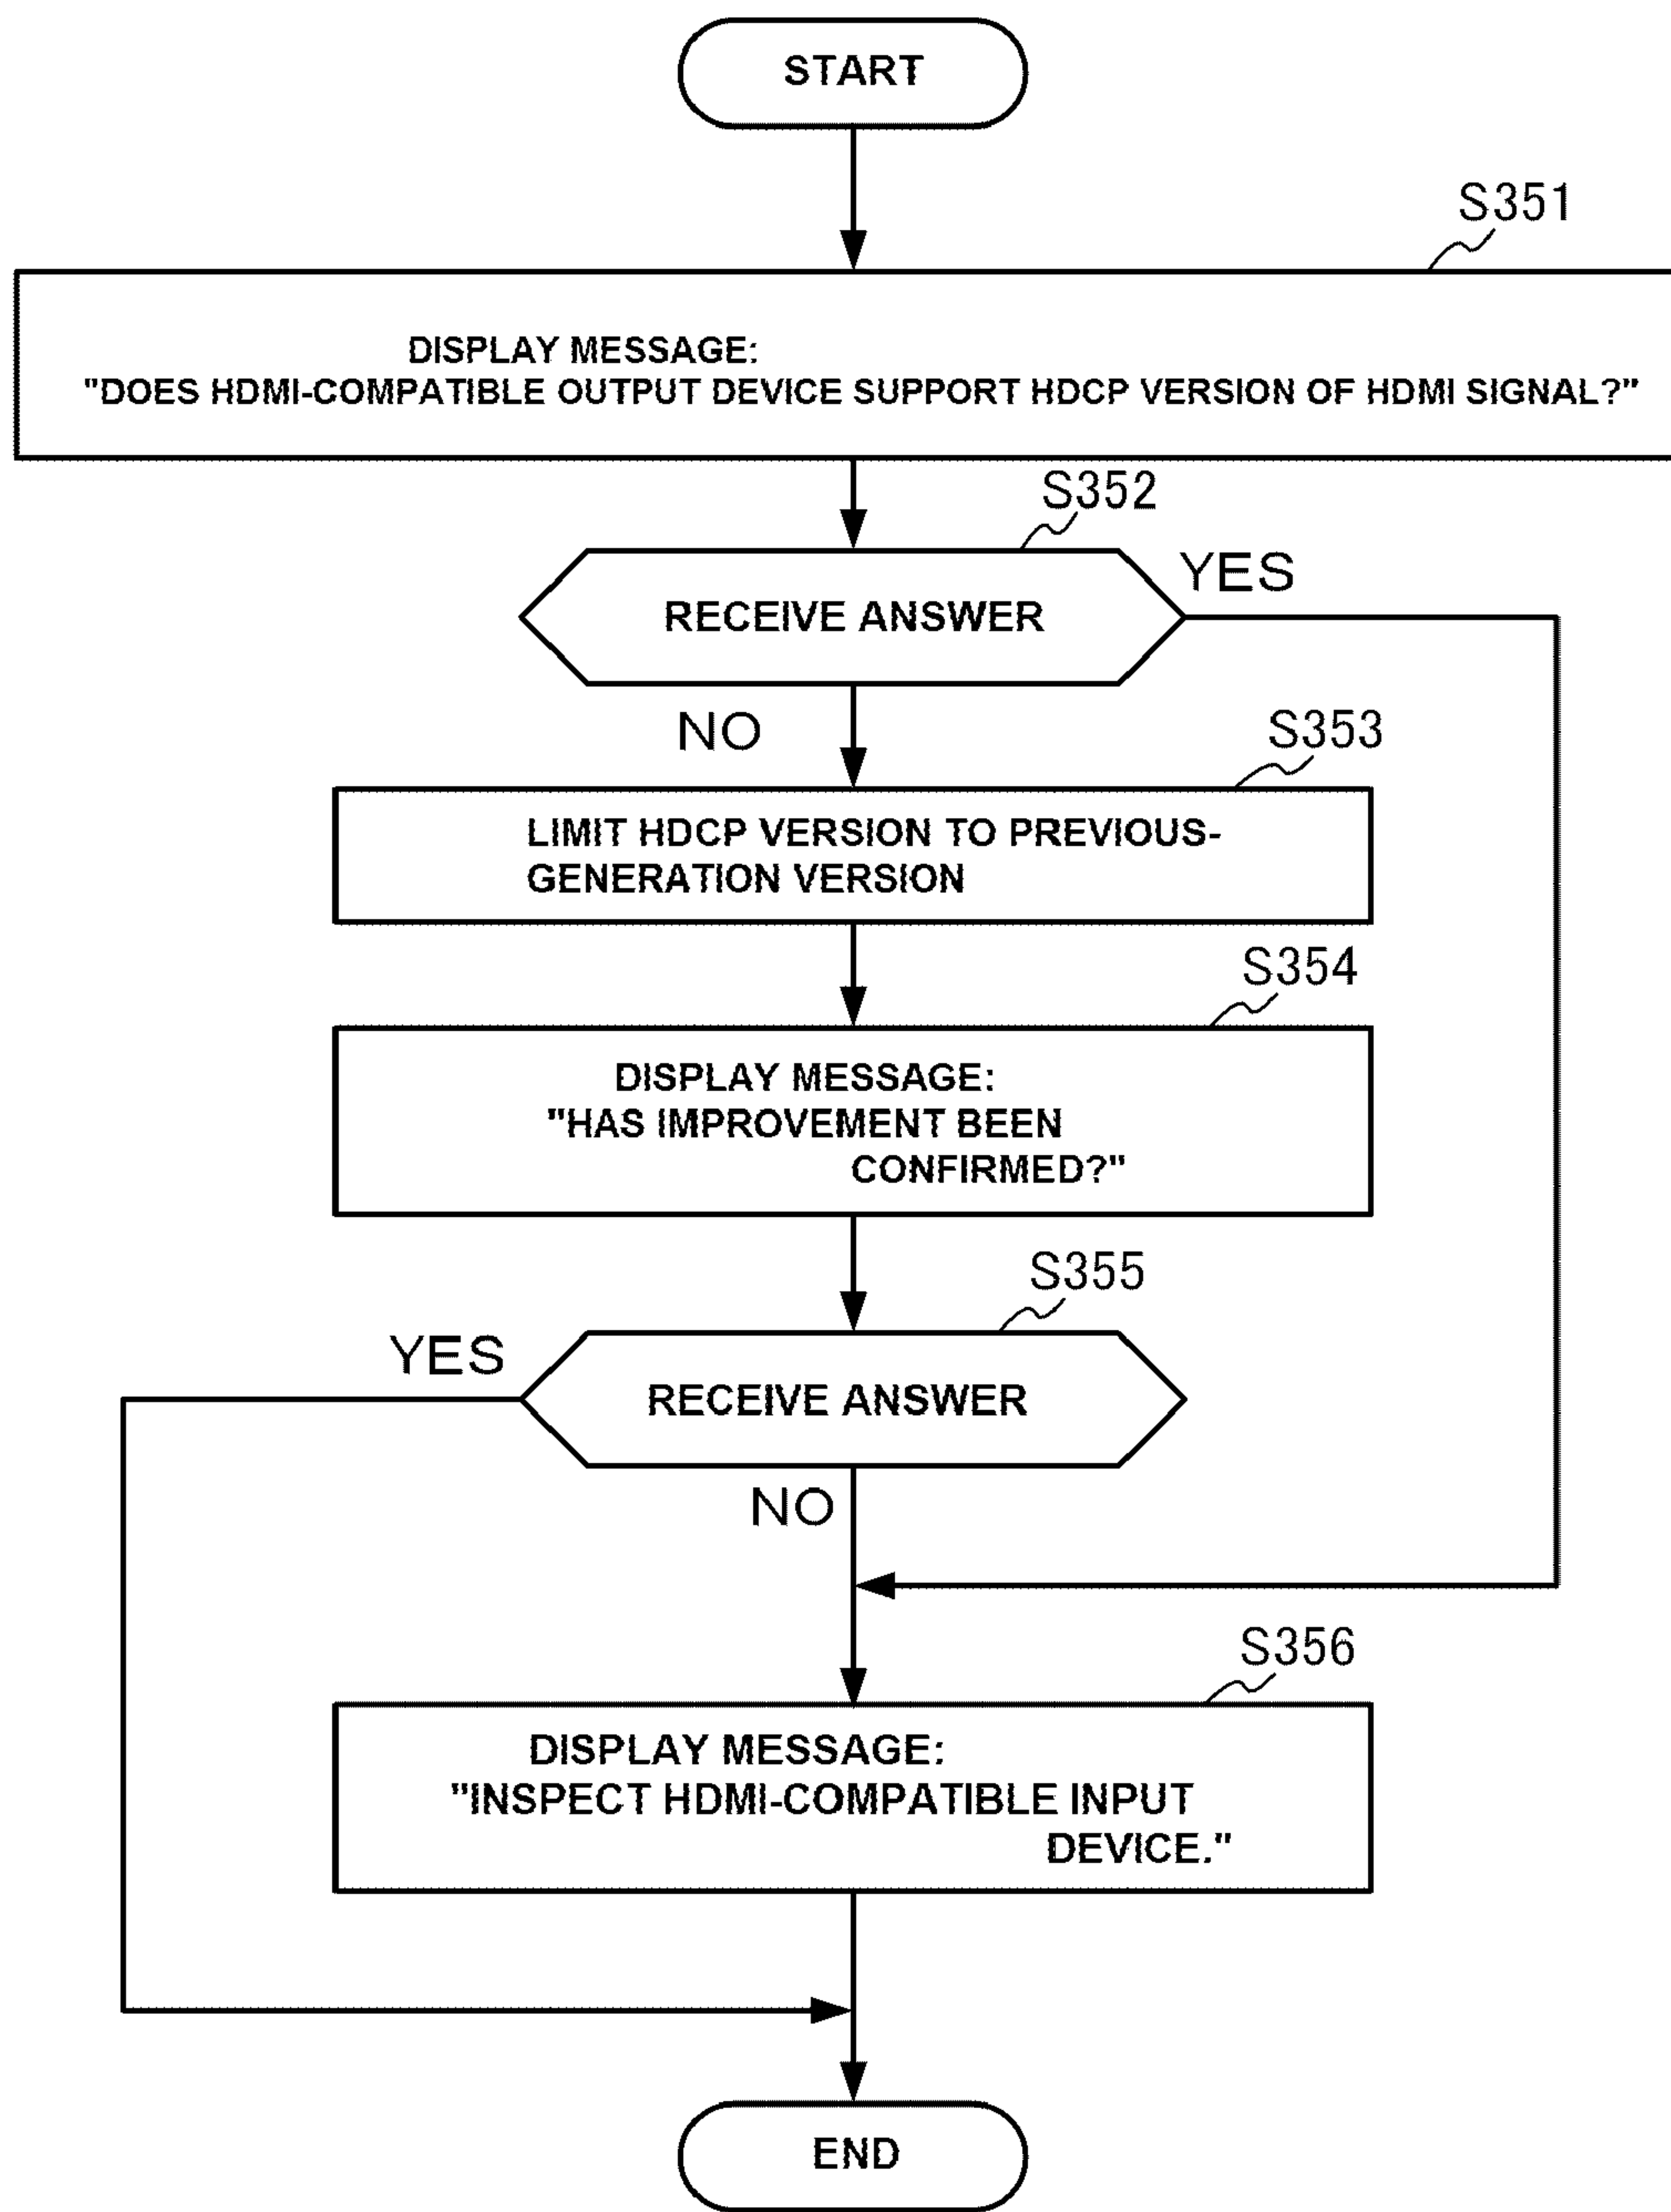 START
S351
DISPLAY MESSAGE:
"DOES HDMI-COMPATIBLE OUTPUT DEVICE SUPPORT HDCP VERSION OF HDMI SIGNAL?"
S352
YES
RECEIVE ANSWER
NO
S353
LIMIT HDCP VERSION TO PREVIOUS-
GENERATION VERSION
S354
DISPLAY MESSAGE:
"HAS IMPROVEMENT BEEN
CONFIRMED?"
S355
YES
RECEIVE ANSWER
NO
S356
DISPLAY MESSAGE:
"INSPECT HDMI-COMPATIBLE INPUT
DEVICE."
END